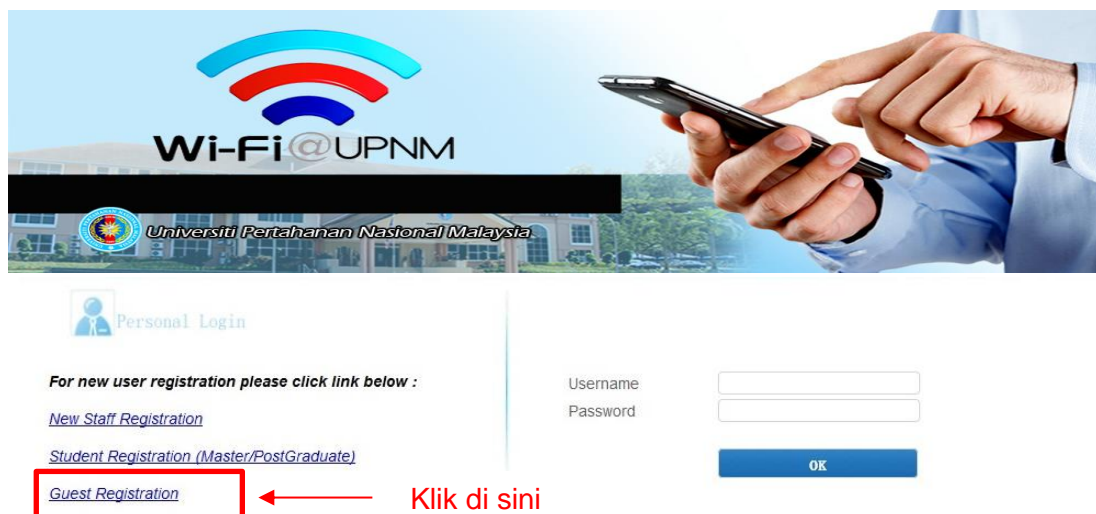 Wi-Fi@UPNM
Universiti Pertahanan Nasional Malaysia
Personal Login
For new user registration please click link below :
New Staff Registration
Student Registration (Master/PostGraduate)
Guest Registration
Klik di sini
Username
Password
OK